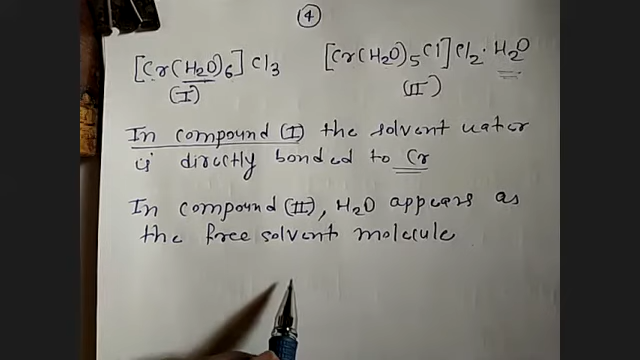 4
[Cr(H2O)6]Cl3 [Cr(H2O)5Cl]Cl2·H2O
(I) (II)
In compound (I) the solvent water
is directly bonded to Cr
In compound (II), H2O appears as
the free solvent molecule